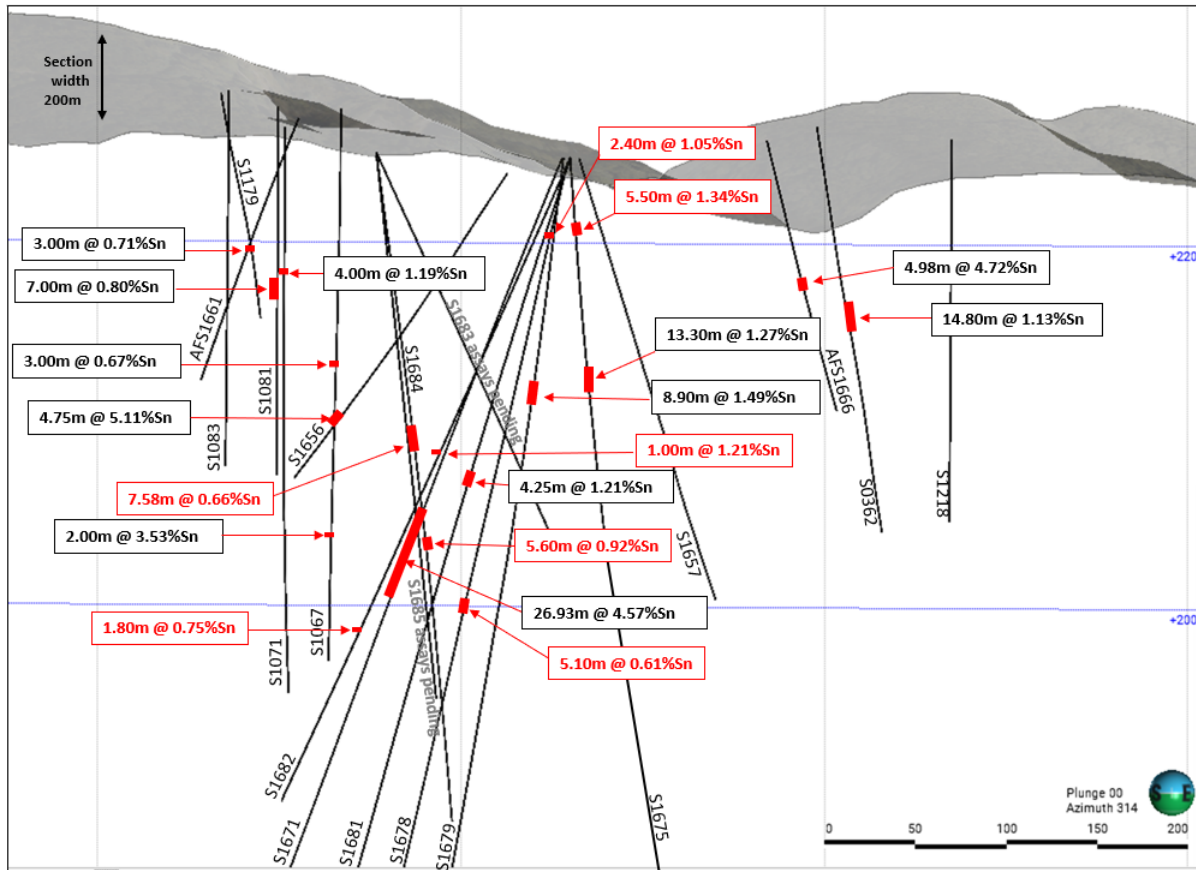 Section
width
200m
2.40m @ 1.05%Sn
5.50m @ 1.34%Sn
S1179
3.00m @ 0.71%Sn
+220
4.98m @ 4.72%Sn
4.00m @ 1.19%Sn
7.00m @ 0.80%Sn
14.80m @ 1.13%Sn
AFS1661
S1683 assays pending
13.30m @ 1.27%Sn
S1684
3.00m @ 0.67%Sn
AFS1666
S1081
8.90m @ 1.49%Sn
4.75m @ 5.11%Sn
S1083
S1656
1.00m @ 1.21%Sn
7.58m @ 0.66%Sn
4.25m @ 1.21%Sn
S0362
S1218
2.00m @ 3.53%Sn
5.60m @ 0.92%Sn
S1657
26.93m @ 4.57%Sn
1.80m @ 0.75%Sn
+200
S1067
S1071
S1685 assays pending
5.10m @ 0.61%Sn
S1682
S1671
S1681
S1678
S1679
S1675
Plunge 00
Azimuth 314
S E
0 50 100 150 200